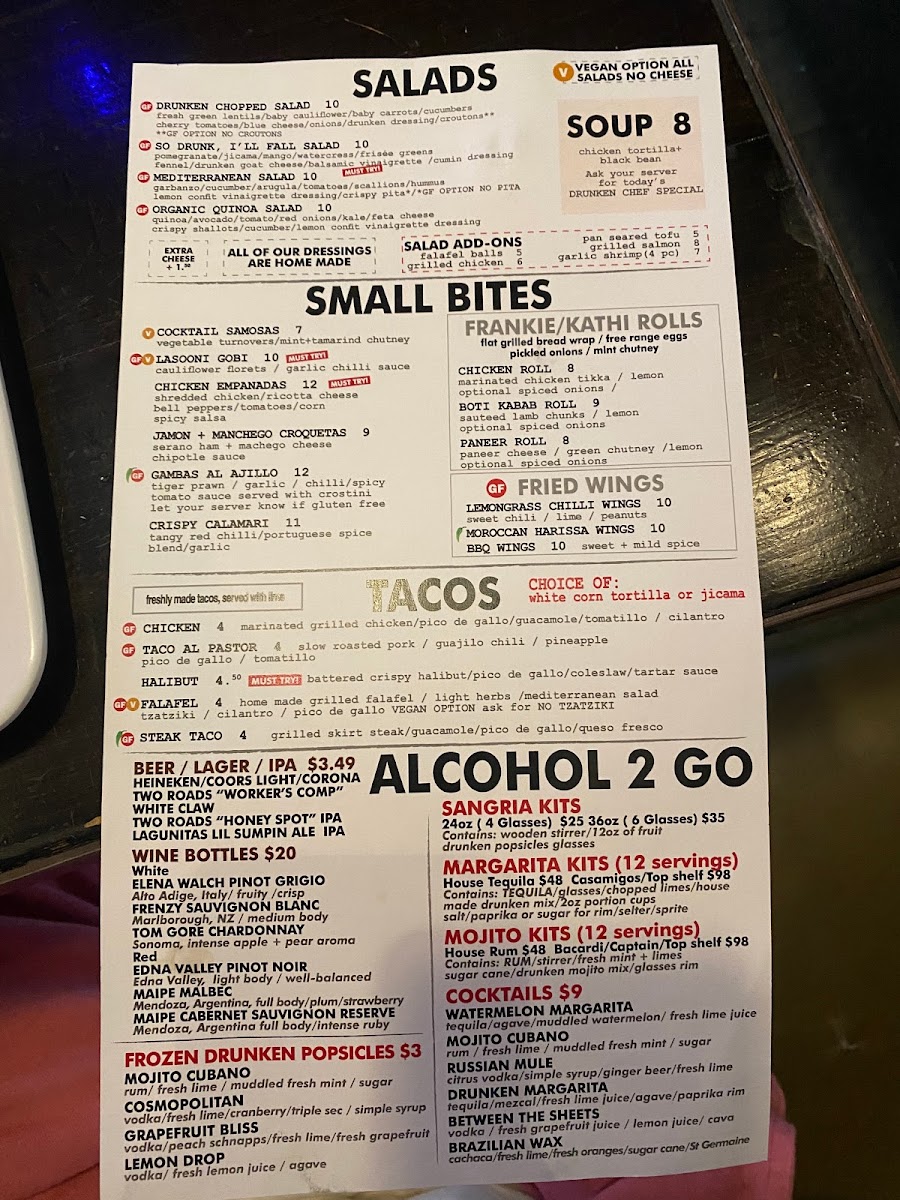 SALADS
V VEGAN OPTION ALL
SALADS NO CHEESE
GF DRUNKEN CHOPPED SALAD 10
fresh green lentils/baby cauliflower/baby carrots/cucumbers
cherry tomatoes/blue cheese/onions/drunken dressing/croutons**
**GF OPTION NO CROUTONS
GF SO DRUNK, I'LL FALL SALAD 10
pomegranate/jicama/mango/watercress/frisée greens
fennel/drunken goat cheese/balsamic vinaigrette /cumin dressing
GF MEDITERRANEAN SALAD 10 MUST TRY!
garbanzo/cucumber/arugula/tomatoes/scallions/hummus
lemon confit vinaigrette dressing/crispy pita*/*GF OPTION NO PITA
GF ORGANIC QUINOA SALAD 10
quinoa/avocado/tomato/red onions/kale/feta cheese
crispy shallots/cucumber/lemon confit vinaigrette dressing
SOUP 8
chicken tortilla+
black bean
Ask your server
for today's
DRUNKEN CHEF SPECIAL
EXTRA
CHEESE
+ 1.50
ALL OF OUR DRESSINGS
ARE HOME MADE
SALAD ADD-ONS
falafel balls 5
grilled chicken 6
pan seared tofu 5
grilled salmon 8
garlic shrimp(4 pc) 7
SMALL BITES
V COCKTAIL SAMOSAS 7
vegetable turnovers/mint+tamarind chutney
GF V LASOONI GOBI 10 MUST TRY!
cauliflower florets / garlic chilli sauce
CHICKEN EMPANADAS 12 MUST TRY!
shredded chicken/ricotta cheese
bell peppers/tomatoes/corn
spicy salsa
JAMON + MANCHEGO CROQUETAS 9
serano ham + machego cheese
chipotle sauce
GF GAMBAS AL AJILLO 12
tiger prawn / garlic / chilli/spicy
tomato sauce served with crostini
let your server know if gluten free
CRISPY CALAMARI 11
tangy red chilli/portuguese spice
blend/garlic
FRANKIE/KATHI ROLLS
flat grilled bread wrap / free range eggs
pickled onions / mint chutney
CHICKEN ROLL 8
marinated chicken tikka / lemon
optional spiced onions /
BOTI KABAB ROLL 9
sauteed lamb chunks / lemon
optional spiced onions
PANEER ROLL 8
paneer cheese / green chutney /lemon
optional spiced onions
GF FRIED WINGS
LEMONGRASS CHILLI WINGS 10
sweet chili / lime / peanuts
MOROCCAN HARISSA WINGS 10
BBQ WINGS 10 sweet + mild spice
freshly made tacos, served with lime
TACOS
CHOICE OF:
white corn tortilla or jicama
GF CHICKEN 4 marinated grilled chicken/pico de gallo/guacamole/tomatillo / cilantro
GF TACO AL PASTOR 4 slow roasted pork / guajilo chili / pineapple
pico de gallo / tomatillo
HALIBUT 4.50 MUST TRY! battered crispy halibut/pico de gallo/coleslaw/tartar sauce
GF V FALAFEL 4 home made grilled falafel / light herbs /mediterranean salad
tzatziki / cilantro / pico de gallo VEGAN OPTION ask for NO TZATZIKI
GF STEAK TACO 4 grilled skirt steak/guacamole/pico de gallo/queso fresco
ALCOHOL 2 GO
BEER / LAGER / IPA $3.49
HEINEKEN/COORS LIGHT/CORONA
TWO ROADS "WORKER'S COMP"
WHITE CLAW
TWO ROADS "HONEY SPOT" IPA
LAGUNITAS LIL SUMPIN ALE IPA
WINE BOTTLES $20
White
ELENA WALCH PINOT GRIGIO
Alto Adige, Italy/ fruity /crisp
FRENZY SAUVIGNON BLANC
Marlborough, NZ / medium body
TOM GORE CHARDONNAY
Sonoma, intense apple + pear aroma
Red
EDNA VALLEY PINOT NOIR
Edna Valley, light body / well-balanced
MAIPE MALBEC
Mendoza, Argentina, full body/plum/strawberry
MAIPE CABERNET SAUVIGNON RESERVE
Mendoza, Argentina full body/intense ruby
FROZEN DRUNKEN POPSICLES $3
MOJITO CUBANO
rum/ fresh lime / muddled fresh mint / sugar
COSMOPOLITAN
vodka/fresh lime/cranberry/triple sec / simple syrup
GRAPEFRUIT BLISS
vodka/peach schnapps/fresh lime/fresh grapefruit
LEMON DROP
vodka/ fresh lemon juice / agave
SANGRIA KITS
24oz ( 4 Glasses) $25 36oz ( 6 Glasses) $35
Contains: wooden stirrer/12oz of fruit
drunken popsicles glasses
MARGARITA KITS (12 servings)
House Tequila $48 Casamigos/Top shelf $98
Contains: TEQUILA/glasses/chopped limes/house
made drunken mix/2oz portion cups
salt/paprika or sugar for rim/selter/sprite
MOJITO KITS (12 servings)
House Rum $48 Bacardi/Captain/Top shelf $98
Contains: RUM/stirrer/fresh mint + limes
sugar cane/drunken mojito mix/glasses rim
COCKTAILS $9
WATERMELON MARGARITA
tequila/agave/muddled watermelon/ fresh lime juice
MOJITO CUBANO
rum / fresh lime / muddled fresh mint / sugar
RUSSIAN MULE
citrus vodka/simple syrup/ginger beer/fresh lime
DRUNKEN MARGARITA
tequila/mezcal/fresh lime juice/agave/paprika rim
BETWEEN THE SHEETS
vodka / fresh grapefruit juice / lemon juice/ cava
BRAZILIAN WAX
cachaca/fresh lime/fresh oranges/sugar cane/St Germaine